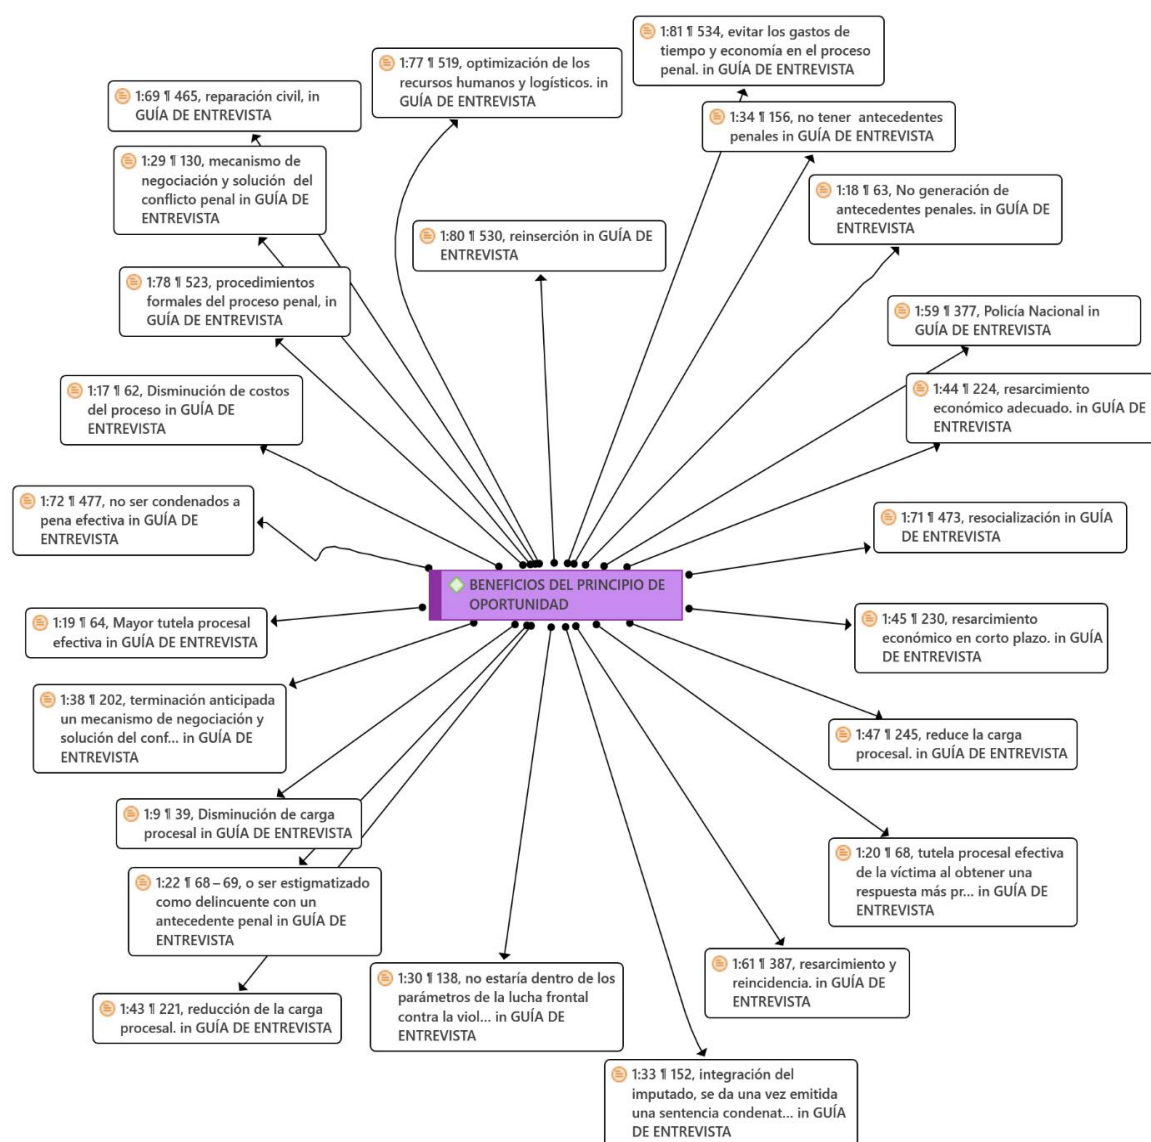 1:81 ¶ 534, evitar los gastos de
tiempo y economía en el proceso
penal. in GUÍA DE ENTREVISTA
1:77 ¶ 519, optimización de los
recursos humanos y logísticos. in
GUÍA DE ENTREVISTA
1:69 ¶ 465, reparación civil, in
GUÍA DE ENTREVISTA
1:34 ¶ 156, no tener antecedentes
penales in GUÍA DE ENTREVISTA
1:29 ¶ 130, mecanismo de
negociación y solución del
conflicto penal in GUÍA DE
ENTREVISTA
1:18 ¶ 63, No generación de
antecedentes penales. in GUÍA DE
ENTREVISTA
1:80 ¶ 530, reinserción in GUÍA DE
ENTREVISTA
1:78 ¶ 523, procedimientos
formales del proceso penal, in
GUÍA DE ENTREVISTA
1:59 ¶ 377, Policía Nacional in
GUÍA DE ENTREVISTA
1:17 ¶ 62, Disminución de costos
del proceso in GUÍA DE
ENTREVISTA
1:44 ¶ 224, resarcimiento
económico adecuado. in GUÍA DE
ENTREVISTA
1:72 ¶ 477, no ser condenados a
pena efectiva in GUÍA DE
ENTREVISTA
1:71 ¶ 473, resocialización in GUÍA
DE ENTREVISTA
BENEFICIOS DEL PRINCIPIO DE
OPORTUNIDAD
1:19 ¶ 64, Mayor tutela procesal
efectiva in GUÍA DE ENTREVISTA
1:45 ¶ 230, resarcimiento
económico en corto plazo. in GUÍA
DE ENTREVISTA
1:38 ¶ 202, terminación anticipada
un mecanismo de negociación y
solución del conf... in GUÍA DE
ENTREVISTA
1:47 ¶ 245, reduce la carga
procesal. in GUÍA DE ENTREVISTA
1:9 ¶ 39, Disminución de carga
procesal in GUÍA DE ENTREVISTA
1:20 ¶ 68, tutela procesal efectiva
de la víctima al obtener una
respuesta más pr... in GUÍA DE
ENTREVISTA
1:22 ¶ 68 – 69, o ser estigmatizado
como delincuente con un
antecedente penal in GUÍA DE
ENTREVISTA
1:61 ¶ 387, resarcimiento y
reincidencia. in GUÍA DE
ENTREVISTA
1:30 ¶ 138, no estaría dentro de los
parámetros de la lucha frontal
contra la viol... in GUÍA DE
ENTREVISTA
1:43 ¶ 221, reducción de la carga
procesal. in GUÍA DE ENTREVISTA
1:33 ¶ 152, integración del
imputado, se da una vez emitida
una sentencia condenat... in GUÍA
DE ENTREVISTA